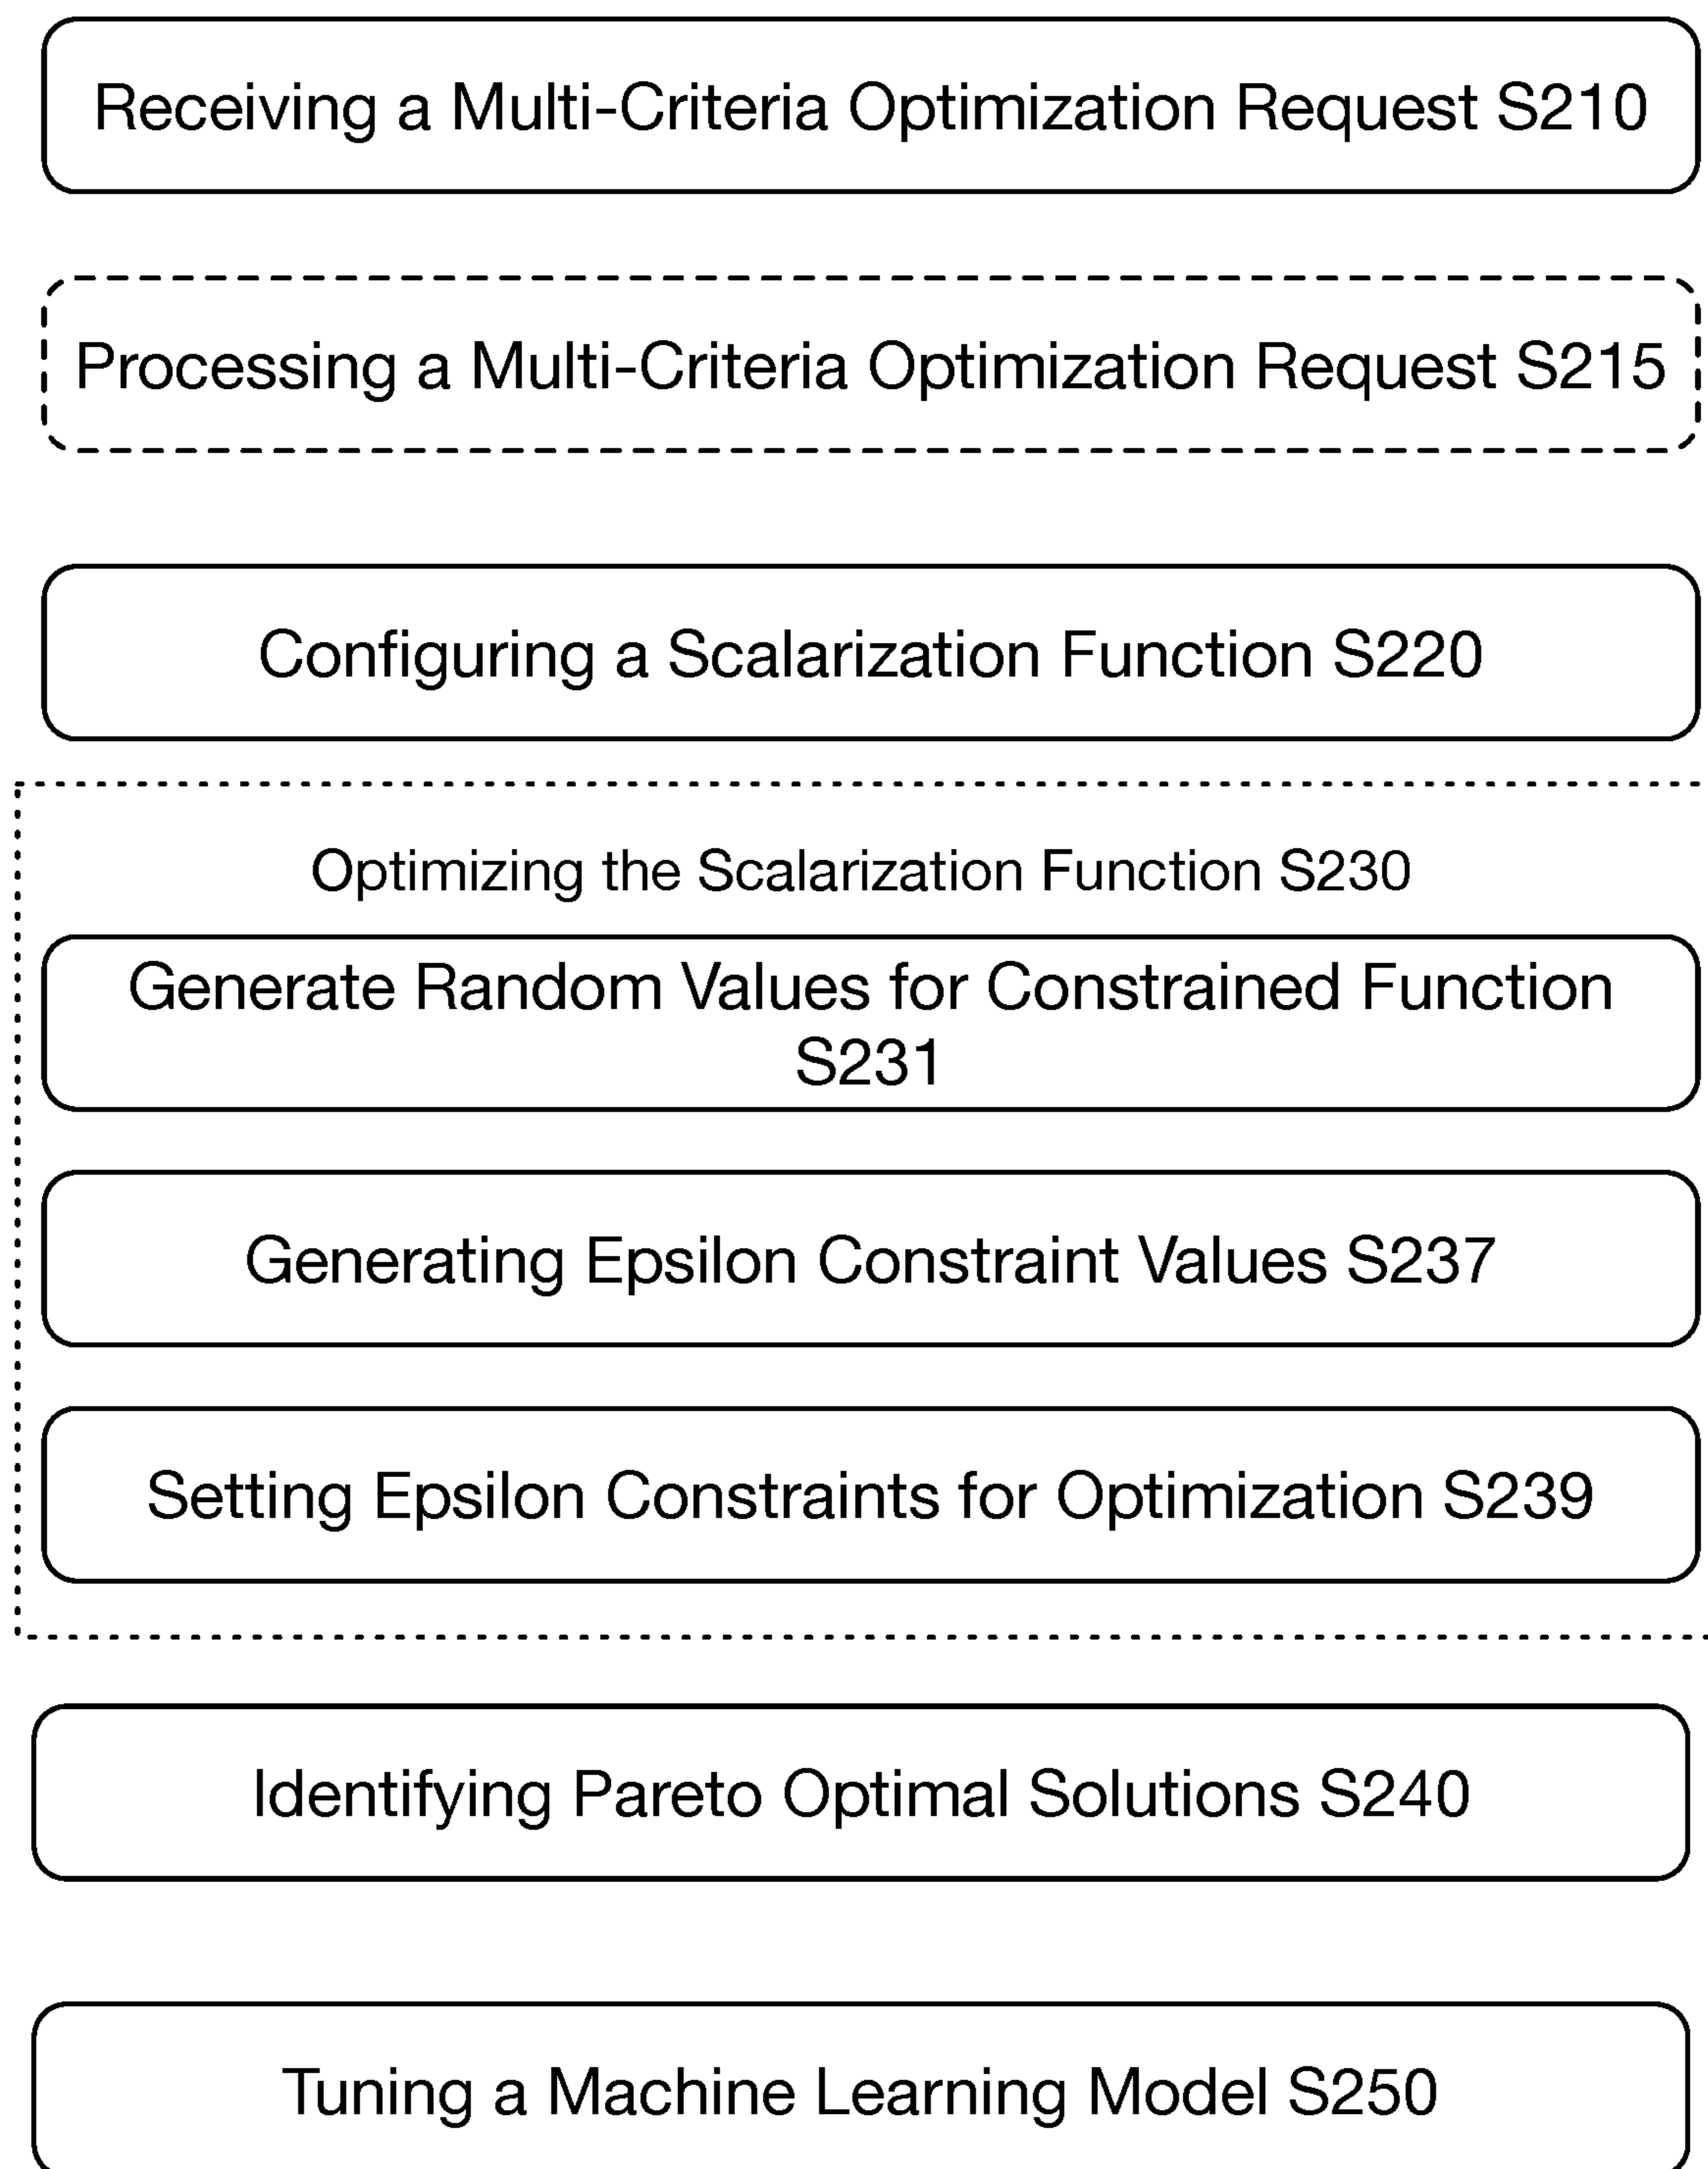 Receiving a Multi-Criteria Optimization Request S210
Processing a Multi-Criteria Optimization Request S215
Configuring a Scalarization Function S220
Optimizing the Scalarization Function S230
Generate Random Values for Constrained Function
S231
Generating Epsilon Constraint Values S237
Setting Epsilon Constraints for Optimization S239
Identifying Pareto Optimal Solutions S240
Tuning a Machine Learning Model S250